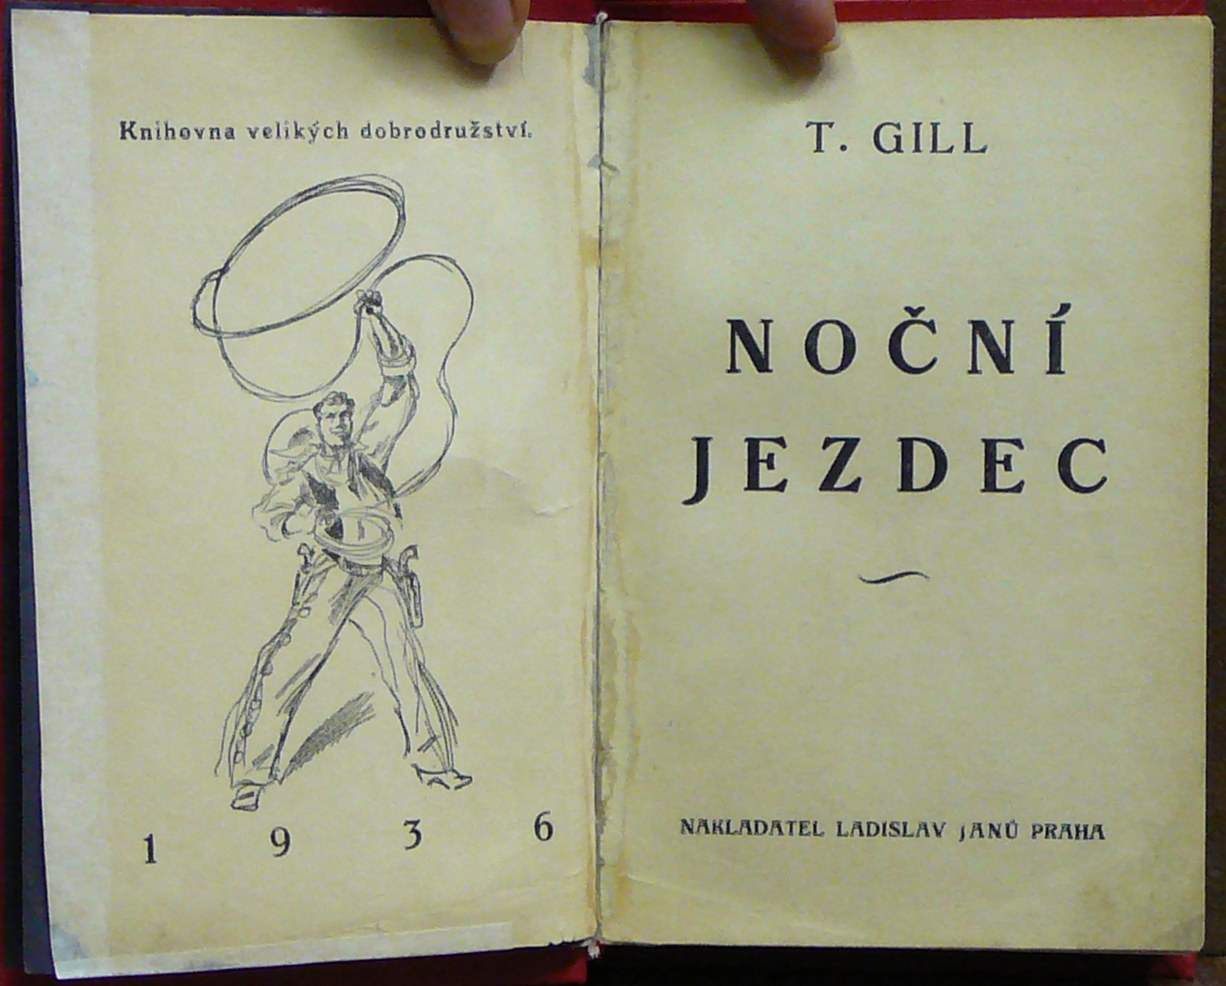 Knihovna velikých dobrodružství.
1 9 3 6
T. GILL
NOČNÍ
JEZDEC
NAKLADATEL LADISLAV JANŮ PRAHA